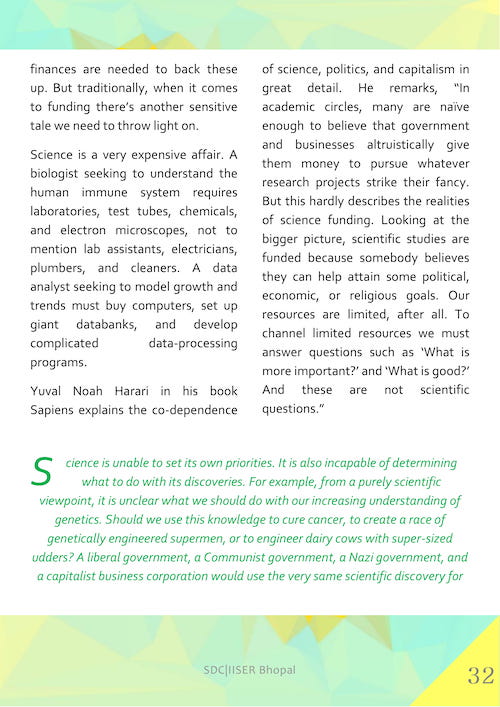 finances are needed to back these
up. But traditionally, when it comes
to funding there's another sensitive
tale we need to throw light on.
Science is a very expensive affair. A
biologist seeking to understand the
human immune system requires
laboratories, test tubes, chemicals,
and electron microscopes, not to
mention lab assistants, electricians,
plumbers, and cleaners. A data
analyst seeking to model growth and
trends must buy computers, set up
giant databanks, and develop
complicated data-processing
programs.
Yuval Noah Harari in his book
Sapiens explains the co-dependence
of science, politics, and capitalism in
great detail. He remarks, “In
academic circles, many are naïve
enough to believe that government
and businesses altruistically give
them money to pursue whatever
research projects strike their fancy.
But this hardly describes the realities
of science funding. Looking at the
bigger picture, scientific studies are
funded because somebody believes
they can help attain some political,
economic, or religious goals. Our
resources are limited, after all. To
channel limited resources we must
answer questions such as ‘What is
more important?’ and ‘What is good?’
And these are not scientific
questions.”
Science is unable to set its own priorities. It is also incapable of determining
what to do with its discoveries. For example, from a purely scientific
viewpoint, it is unclear what we should do with our increasing understanding of
genetics. Should we use this knowledge to cure cancer, to create a race of
genetically engineered supermen, or to engineer dairy cows with super-sized
udders? A liberal government, a Communist government, a Nazi government, and
a capitalist business corporation would use the very same scientific discovery for
SDC|IISER Bhopal
32